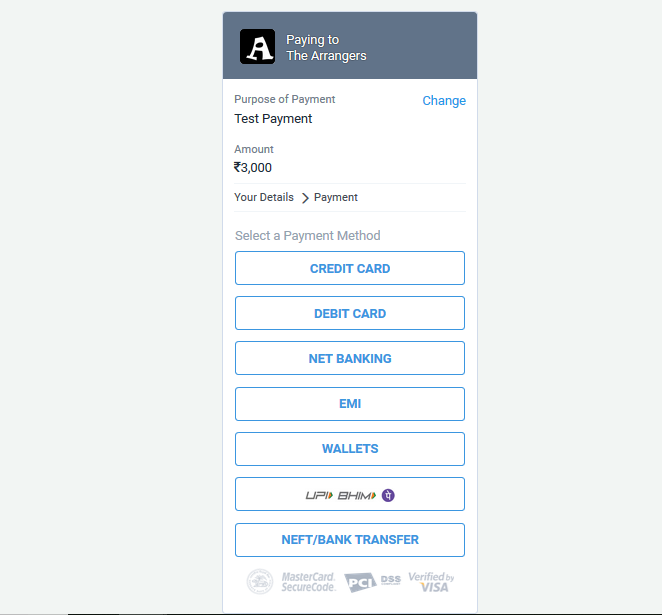 A
Paying to
The Arrangers
Purpose of Payment
Change
Test Payment
Amount
₹3,000
Your Details > Payment
Select a Payment Method
CREDIT CARD
DEBIT CARD
NET BANKING
EMI
WALLETS
UPI BHIM पे
NEFT/BANK TRANSFER
MasterCard. SecureCode. PCI DSS Verified by VISA